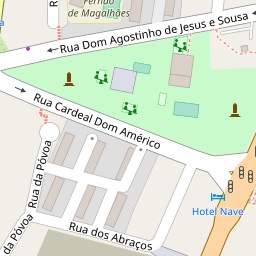 Fernão
de Magalhães
Rua Dom Agostinho de Jesus e Sousa
Rua Cardeal Dom Américo
Rua da Póvoa
Rua da Póvoa
Hotel Nave
Rua dos Abraços